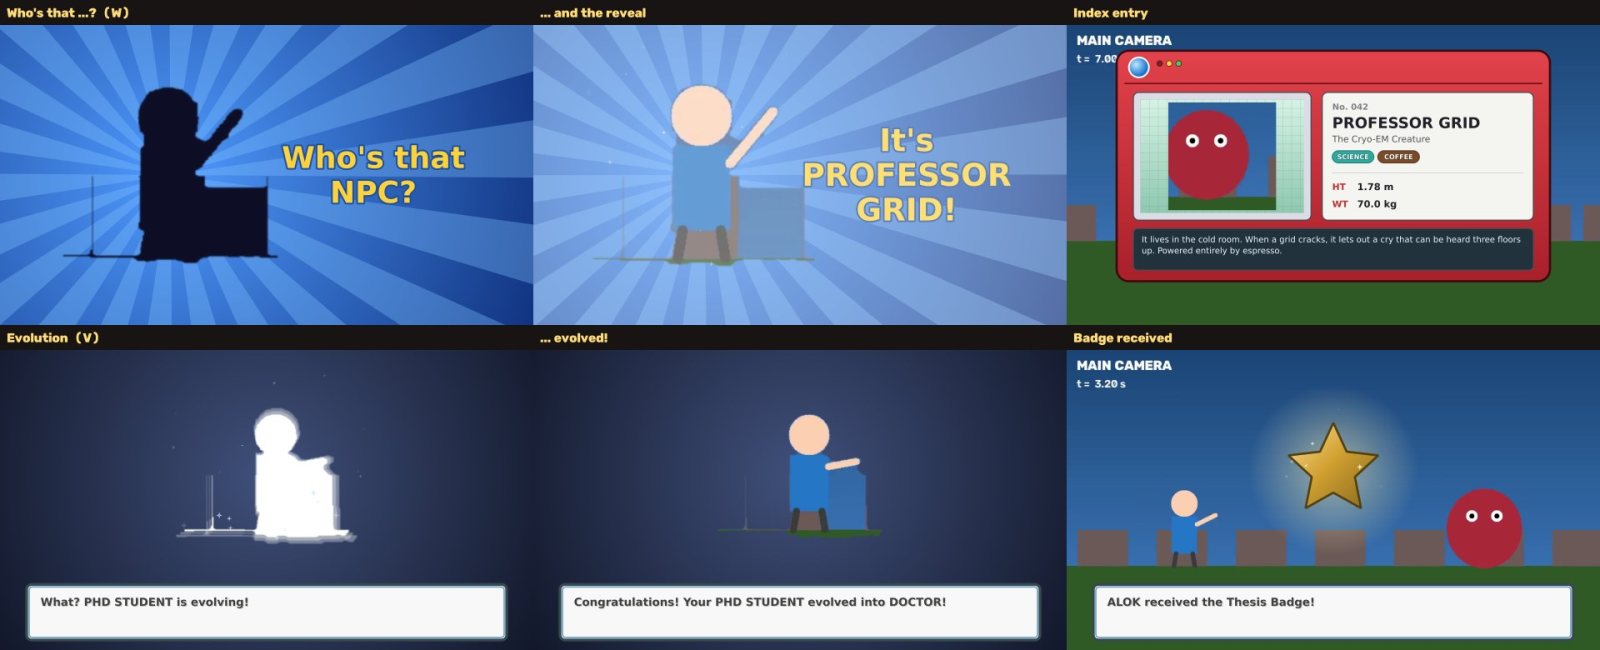 Who's that ...? (W)
Who's that
NPC?
... and the reveal
It's
PROFESSOR
GRID!
Index entry
MAIN CAMERA
t = 7.00
No. 042
PROFESSOR GRID
The Cryo-EM Creature
SCIENCE COFFEE
HT 1.78 m
WT 70.0 kg
It lives in the cold room. When a grid cracks, it lets out a cry that can be heard three floors
up. Powered entirely by espresso.
Evolution (V)
What? PHD STUDENT is evolving!
... evolved!
Congratulations! Your PHD STUDENT evolved into DOCTOR!
Badge received
MAIN CAMERA
t = 3.20 s
ALOK received the Thesis Badge!